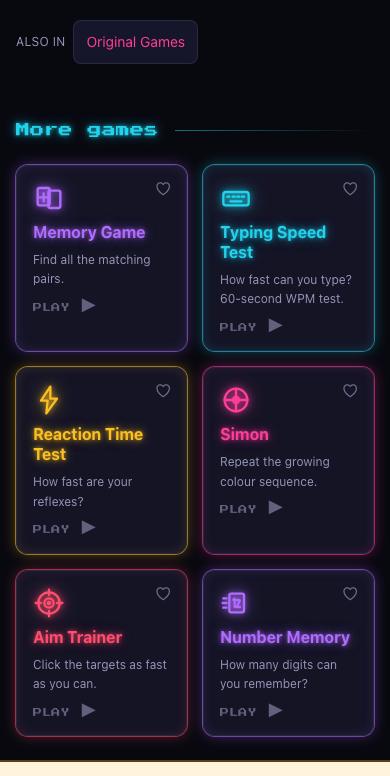 ALSO IN Original Games
More games
Memory Game
Find all the matching
pairs.
PLAY
Typing Speed
Test
How fast can you type?
60-second WPM test.
PLAY
Reaction Time
Test
How fast are your
reflexes?
PLAY
Simon
Repeat the growing
colour sequence.
PLAY
Aim Trainer
Click the targets as fast
as you can.
PLAY
Number Memory
How many digits can
you remember?
PLAY